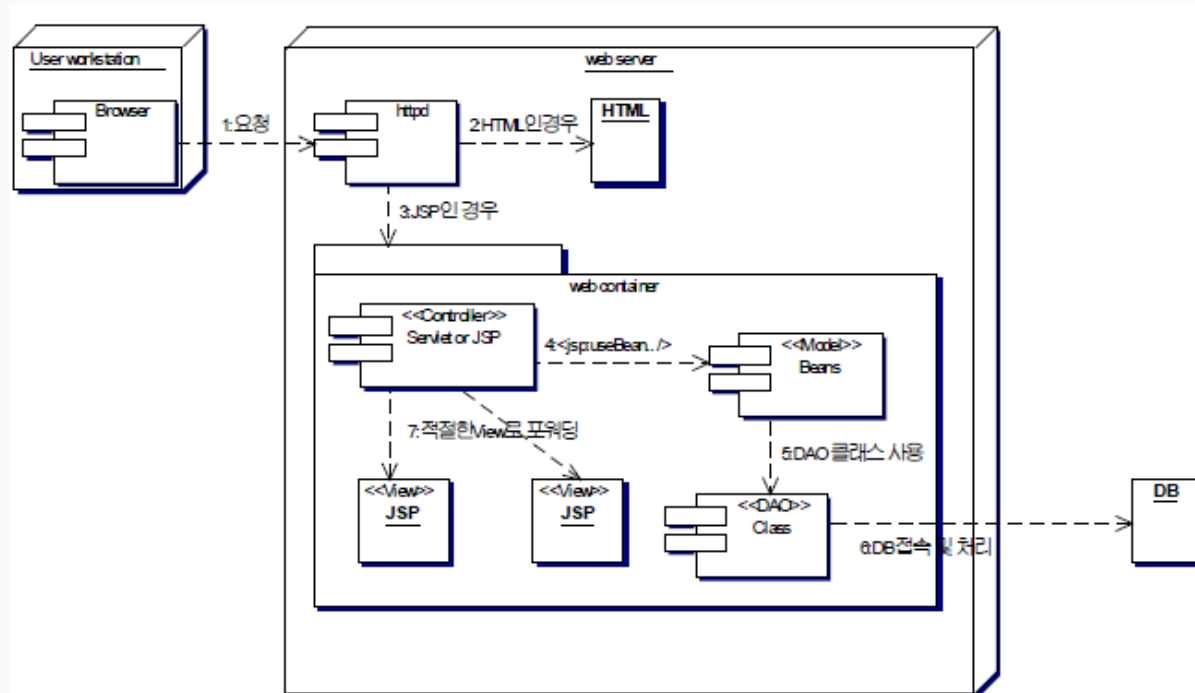 User workstation
web server
Browser
httpd
HTML
1:요청
2:HTML인경우
3:JSP인 경우
web container
<<Controller>>
Servlet or JSP
4:<jsp:useBean../>
<<Model>>
Beans
7:적절한View로 포워딩
5:DAO 클래스 사용
<<View>>
JSP
<<View>>
JSP
<<DAO>>
Class
DB
6:DB접속 및 처리